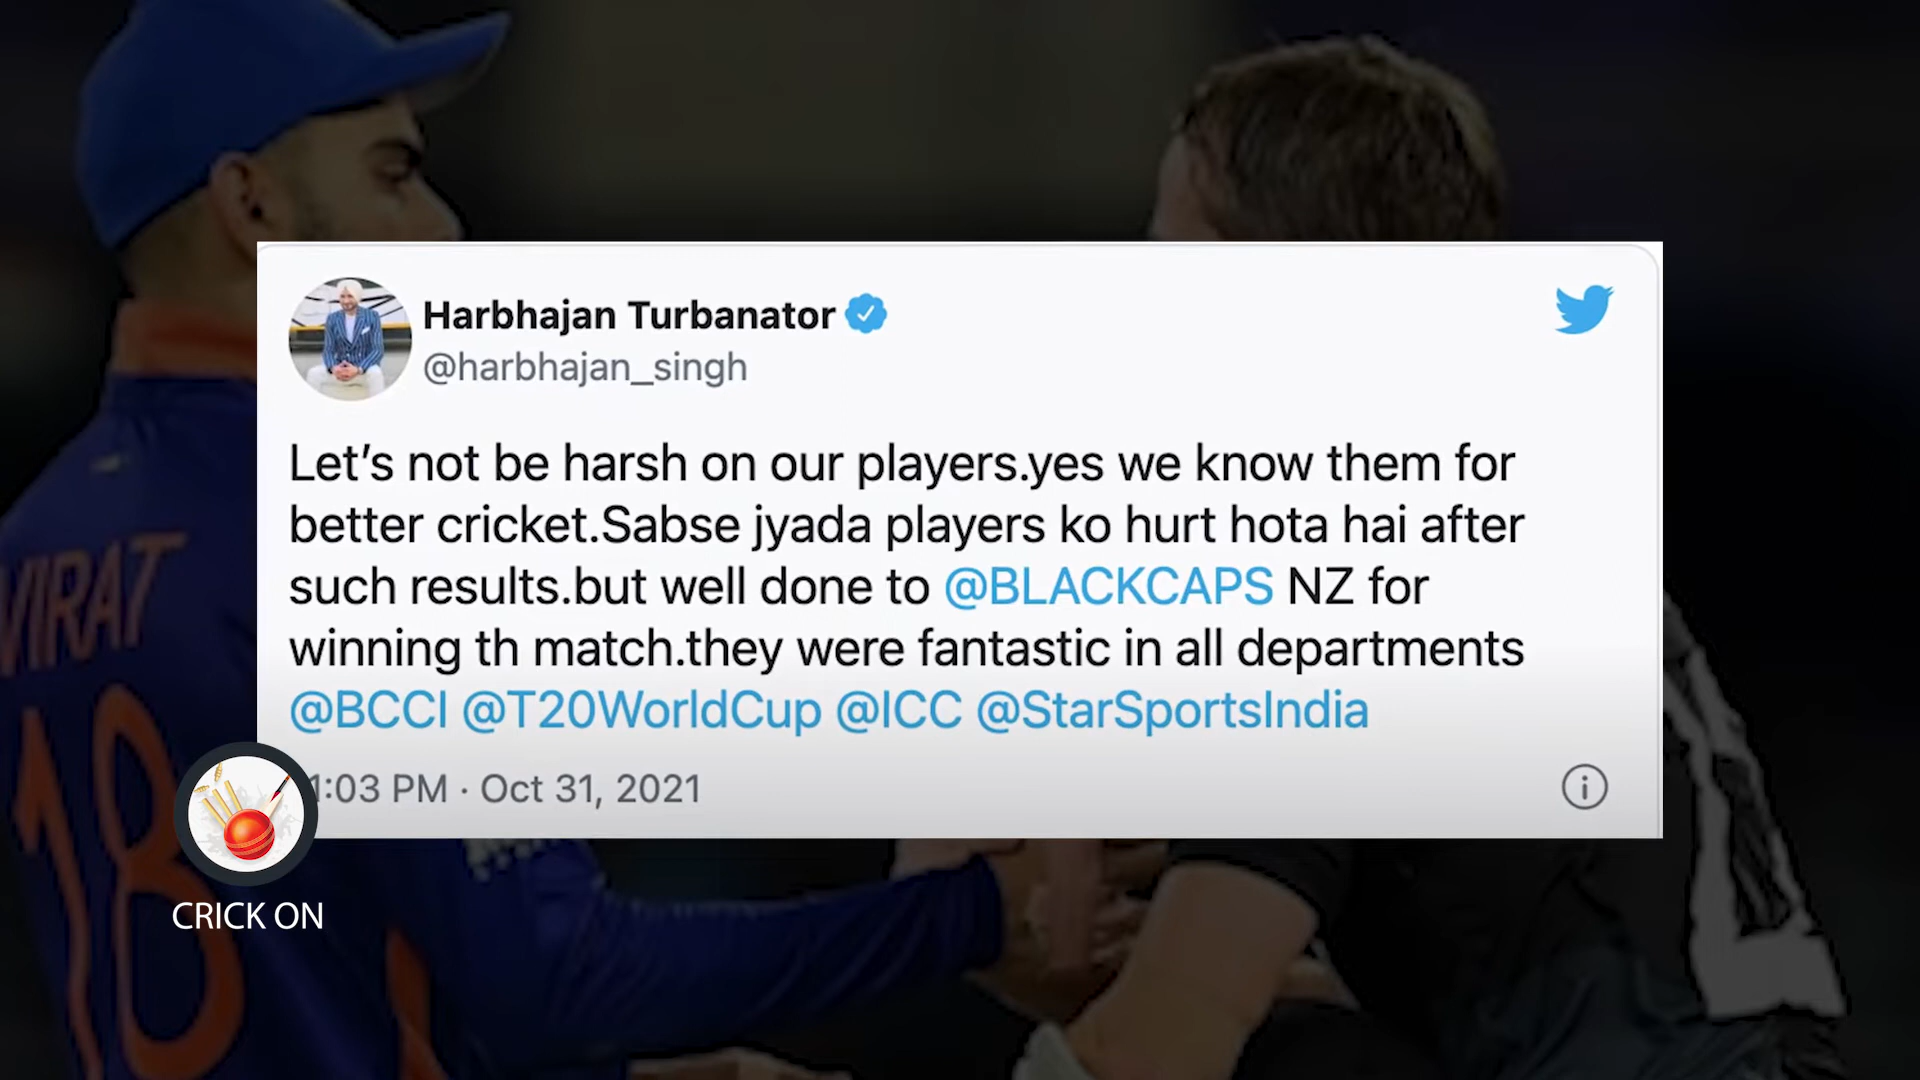 Harbhajan Turbanator
@harbhajan_singh
Let’s not be harsh on our players.yes we know them for
better cricket.Sabse jyada players ko hurt hota hai after
such results.but well done to @BLACKCAPS NZ for
winning th match.they were fantastic in all departments
@BCCI @T20WorldCup @ICC @StarSportsIndia
1:03 PM · Oct 31, 2021
VIRAT
18
CRICK ON